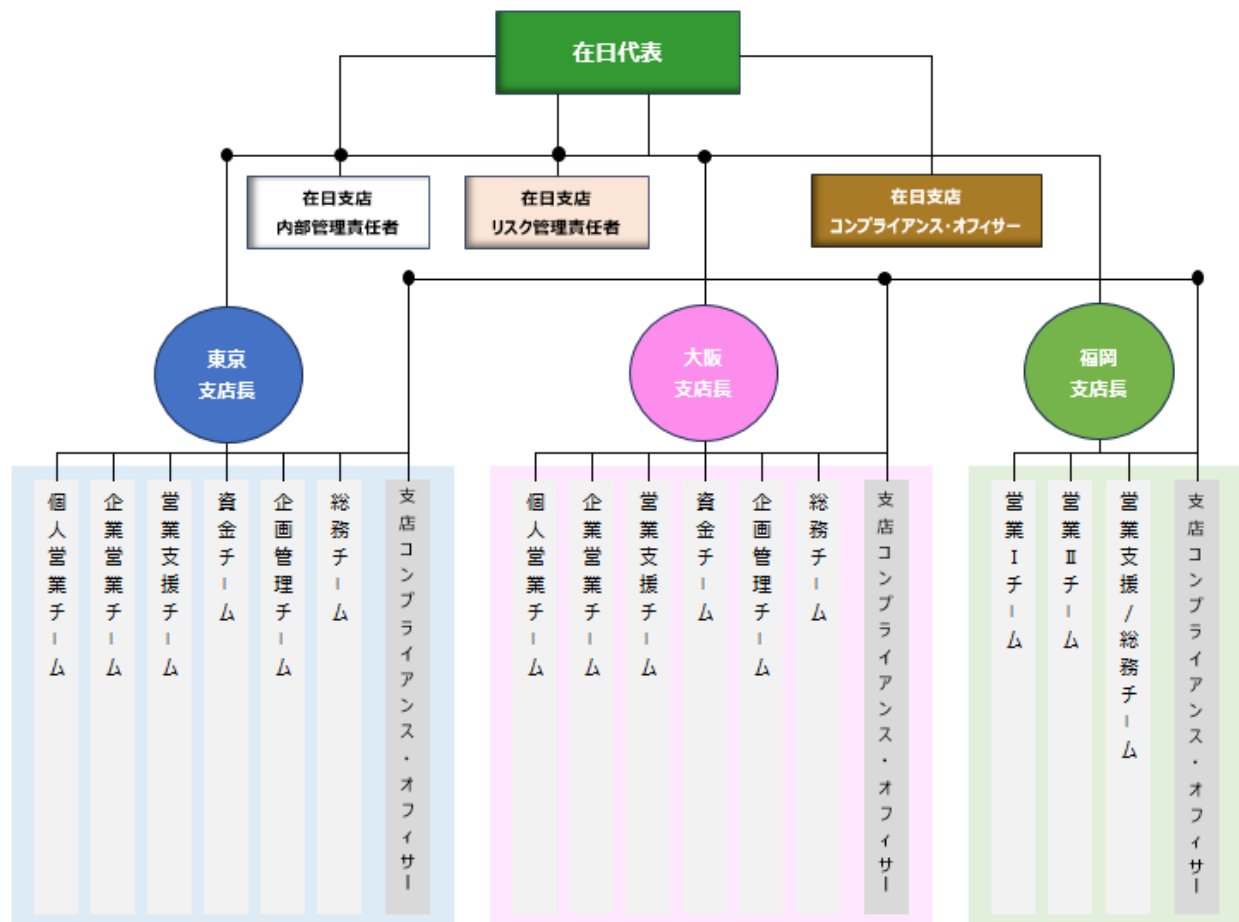 在日代表
在日支店
内部管理責任者
在日支店
リスク管理責任者
在日支店
コンプライアンス・オフィサー
東京
支店長
大阪
支店長
福岡
支店長
個人営業チーム
企業営業チーム
営業支援チーム
資金チーム
企画管理チーム
総務チーム
支店コンプライアンス・オフィサー
個人営業チーム
企業営業チーム
営業支援チーム
資金チーム
企画管理チーム
総務チーム
支店コンプライアンス・オフィサー
営業Ⅰチーム
営業Ⅱチーム
営業支援/総務チーム
支店コンプライアンス・オフィサー